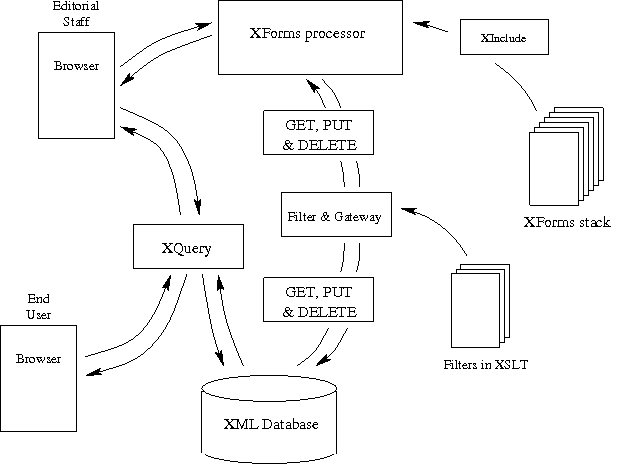 Editorial
Staff
Browser
XForms processor
XInclude
GET, PUT
& DELETE
XForms stack
Filter & Gateway
XQuery
GET, PUT
& DELETE
End
User
Browser
Filters in XSLT
XML Database